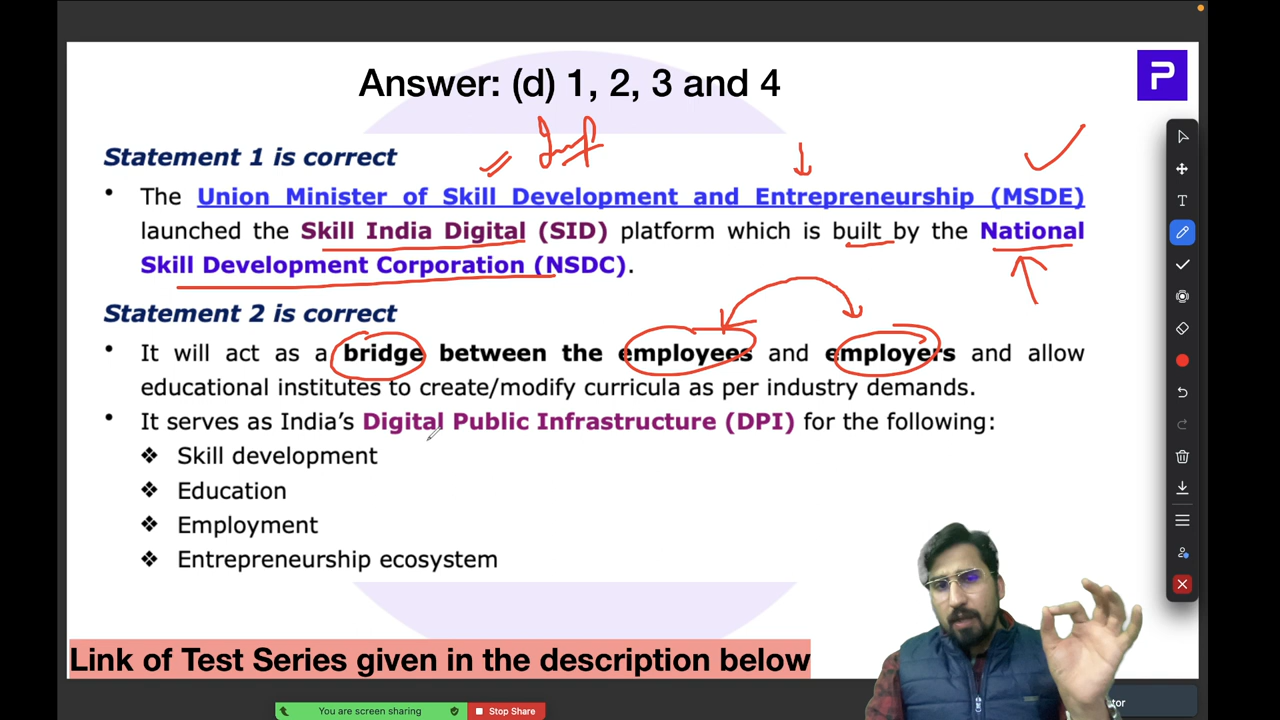 Answer: (d) 1, 2, 3 and 4
P
Imp
Statement 1 is correct
• The Union Minister of Skill Development and Entrepreneurship (MSDE)
launched the Skill India Digital (SID) platform which is built by the National
Skill Development Corporation (NSDC).
Statement 2 is correct
• It will act as a bridge between the employees and employers and allow
educational institutes to create/modify curricula as per industry demands.
• It serves as India's Digital Public Infrastructure (DPI) for the following:
❖ Skill development
❖ Education
❖ Employment
❖ Entrepreneurship ecosystem
Link of Test Series given in the description below
T
You are screen sharing
Stop Share
tor